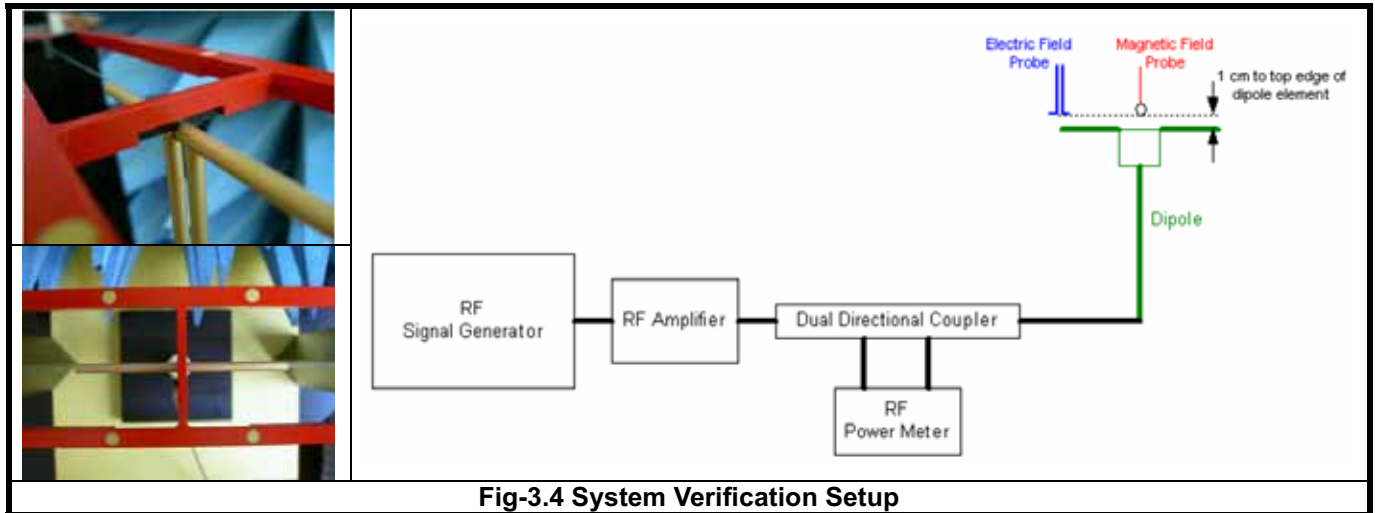 Electric Field
Probe
Magnetic Field
Probe
1 cm to top edge of
dipole element
Dipole
RF
Signal Generator
RF Amplifier
Dual Directional Coupler
RF
Power Meter
Fig-3.4 System Verification Setup